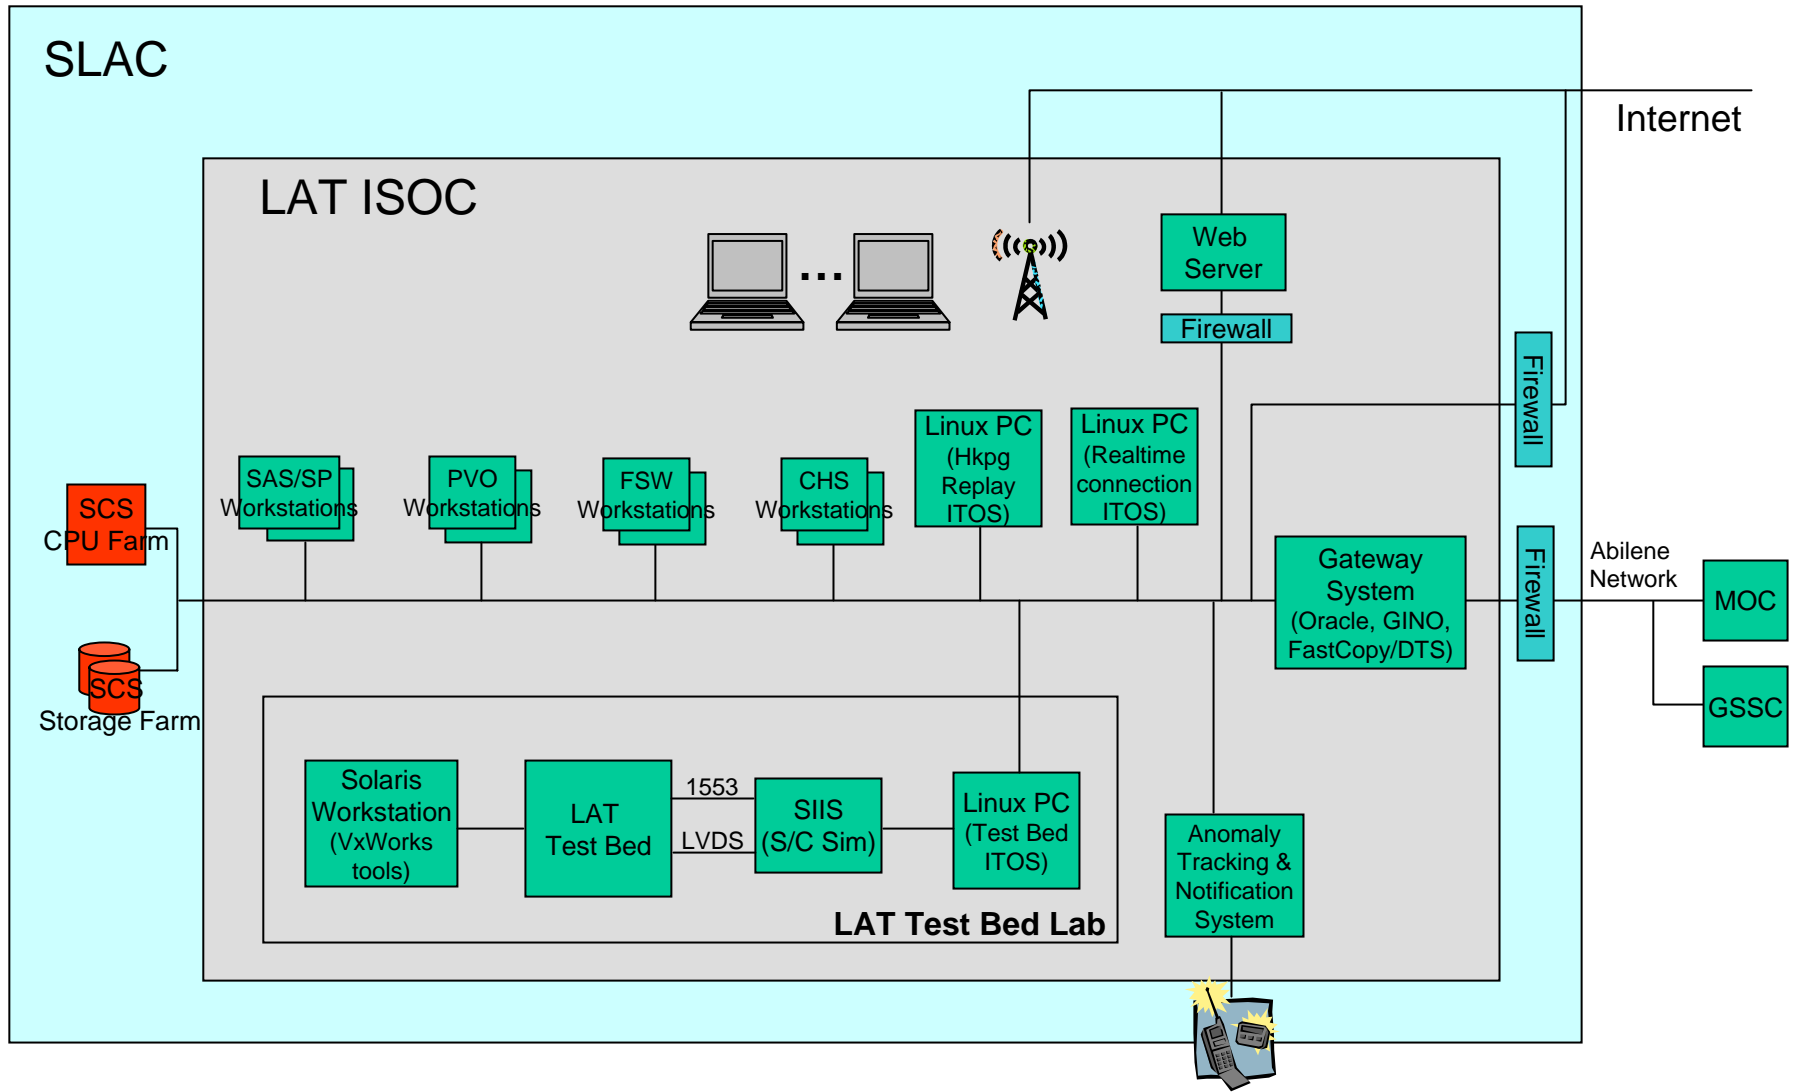 SLAC
Internet
LAT ISOC
...
Web
Server
Firewall
Firewall
Linux PC
(Hkpg
Replay
ITOS)
Linux PC
(Realtime
connection
ITOS)
SAS/SP
Workstations
PVO
Workstations
FSW
Workstations
CHS
Workstations
SCS
CPU Farm
Gateway
System
(Oracle, GINO,
FastCopy/DTS)
Firewall
Abilene
Network
MOC
GSSC
SCS
Storage Farm
Solaris
Workstation
(VxWorks
tools)
LAT
Test Bed
1553
LVDS
SIIS
(S/C Sim)
Linux PC
(Test Bed
ITOS)
LAT Test Bed Lab
Anomaly
Tracking &
Notification
System